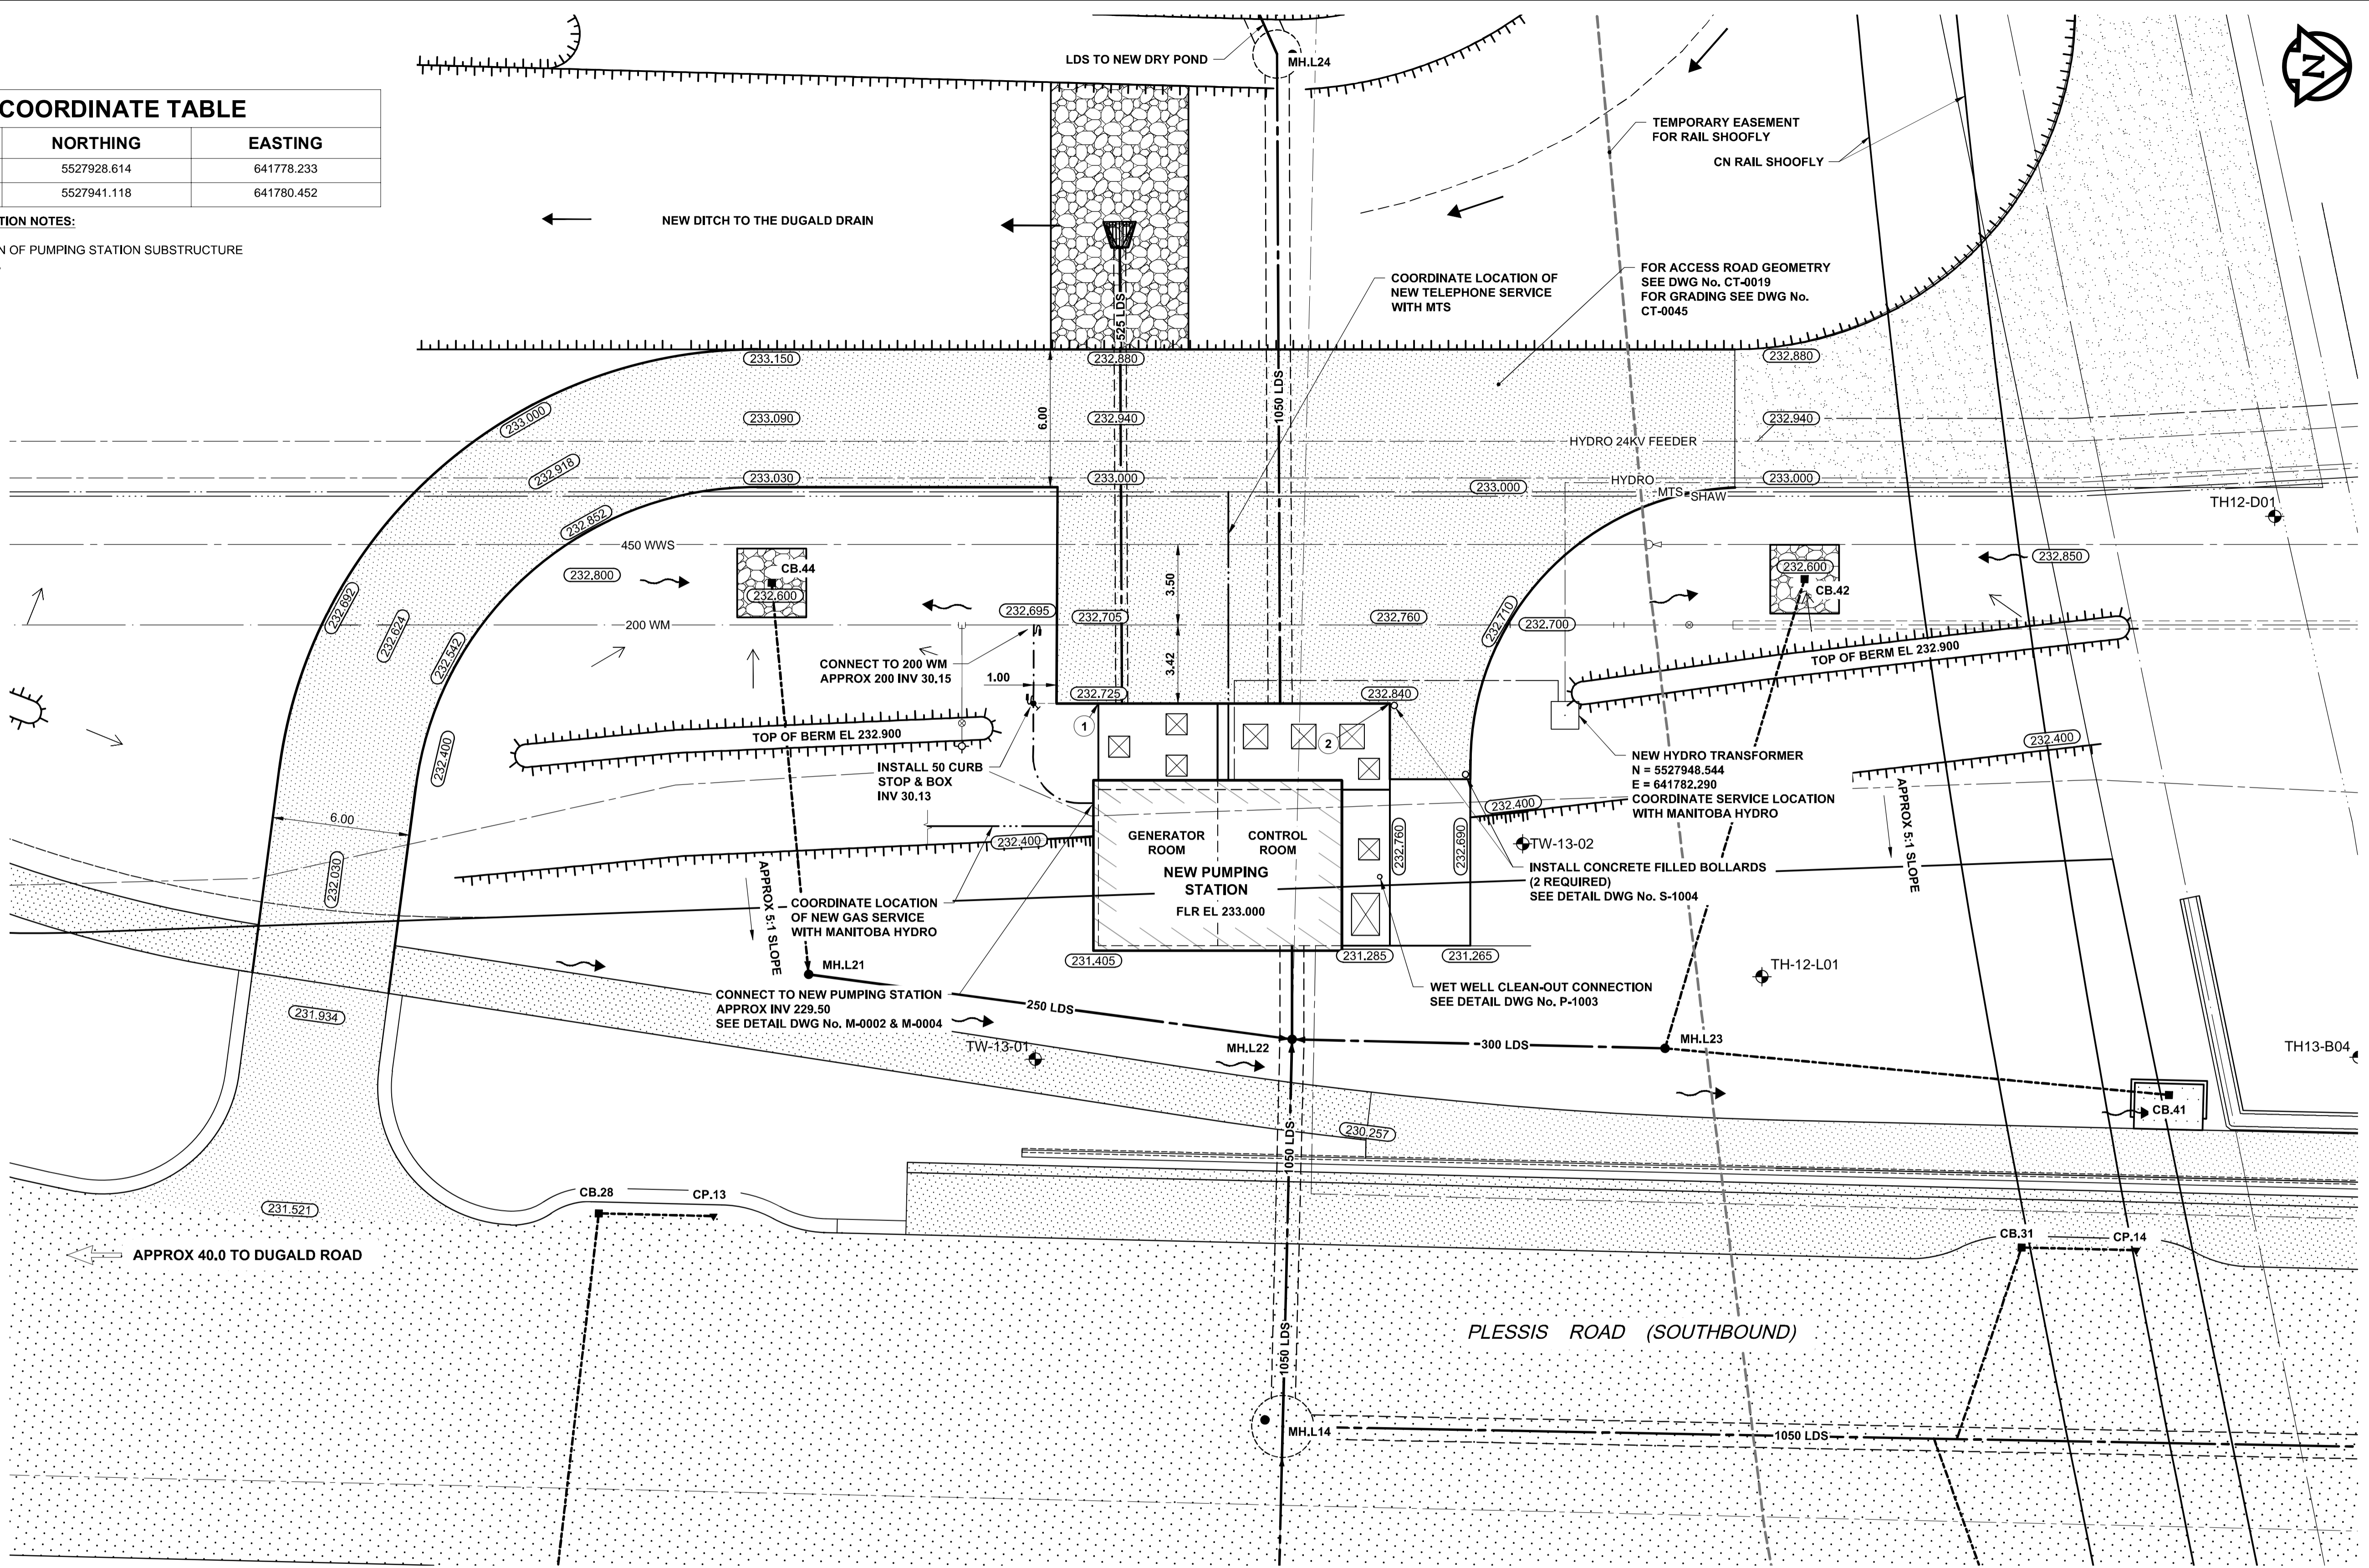 COORDINATE TABLE
NORTHING EASTING
5527928.614 641778.233
5527941.118 641780.452
TION NOTES:
N OF PUMPING STATION SUBSTRUCTURE
N
LDS TO NEW DRY POND
MH.L24
TEMPORARY EASEMENT
FOR RAIL SHOOFLY
CN RAIL SHOOFLY
NEW DITCH TO THE DUGALD DRAIN
COORDINATE LOCATION OF
NEW TELEPHONE SERVICE
WITH MTS
FOR ACCESS ROAD GEOMETRY
SEE DWG No. CT-0019
FOR GRADING SEE DWG No.
CT-0045
525 LDS
1050 LDS
233.150
232.880
232.880
233.000
233.090
6.00
232.940
232.940
HYDRO 24KV FEEDER
232.918
233.030
233.000
233.000
HYDRO
233.000
MTS
SHAW
TH12-D01
232.852
450 WWS
232.800
CB.44
232.600
3.50
232.600
CB.42
232.850
232.692
232.624
232.542
200 WM
232.695
232.705
232.760
232.710
232.700
CONNECT TO 200 WM
APPROX 200 INV 30.15
1.00
3.42
TOP OF BERM EL 232.900
232.725
232.840
1
2
TOP OF BERM EL 232.900
232.400
INSTALL 50 CURB
STOP & BOX
INV 30.13
NEW HYDRO TRANSFORMER
N = 5527948.544
E = 641782.290
COORDINATE SERVICE LOCATION
WITH MANITOBA HYDRO
232.400
APPROX 5:1 SLOPE
6.00
232.400
232.400
GENERATOR
ROOM
CONTROL
ROOM
232.760
232.690
TW-13-02
NEW PUMPING
STATION
FLR EL 233.000
INSTALL CONCRETE FILLED BOLLARDS
(2 REQUIRED)
SEE DETAIL DWG No. S-1004
232.030
APPROX 5:1 SLOPE
COORDINATE LOCATION
OF NEW GAS SERVICE
WITH MANITOBA HYDRO
231.405
231.285
231.265
MH.L21
TH-12-L01
CONNECT TO NEW PUMPING STATION
APPROX INV 229.50
SEE DETAIL DWG No. M-0002 & M-0004
WET WELL CLEAN-OUT CONNECTION
SEE DETAIL DWG No. P-1003
250 LDS
231.934
TW-13-01
MH.L22
300 LDS
MH.L23
TH13-B04
CB.41
230.257
1050 LDS
CB.28
CP.13
231.521
CB.31
CP.14
APPROX 40.0 TO DUGALD ROAD
PLESSIS ROAD (SOUTHBOUND)
1050 LDS
MH.L14
1050 LDS